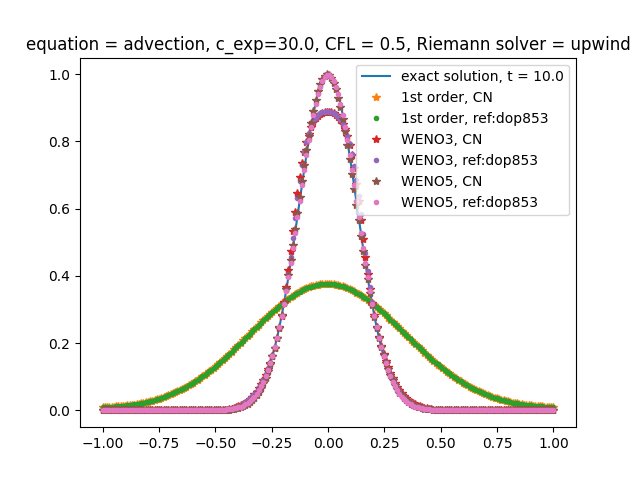 equation = advection, c_exp=30.0, CFL = 0.5, Riemann solver = upwind
exact solution, t = 10.0
1st order, CN
1st order, ref:dop853
WENO3, CN
WENO3, ref:dop853
WENO5, CN
WENO5, ref:dop853
1.0
0.8
0.6
0.4
0.2
0.0
−1.00 −0.75 −0.50 −0.25 0.00 0.25 0.50 0.75 1.00